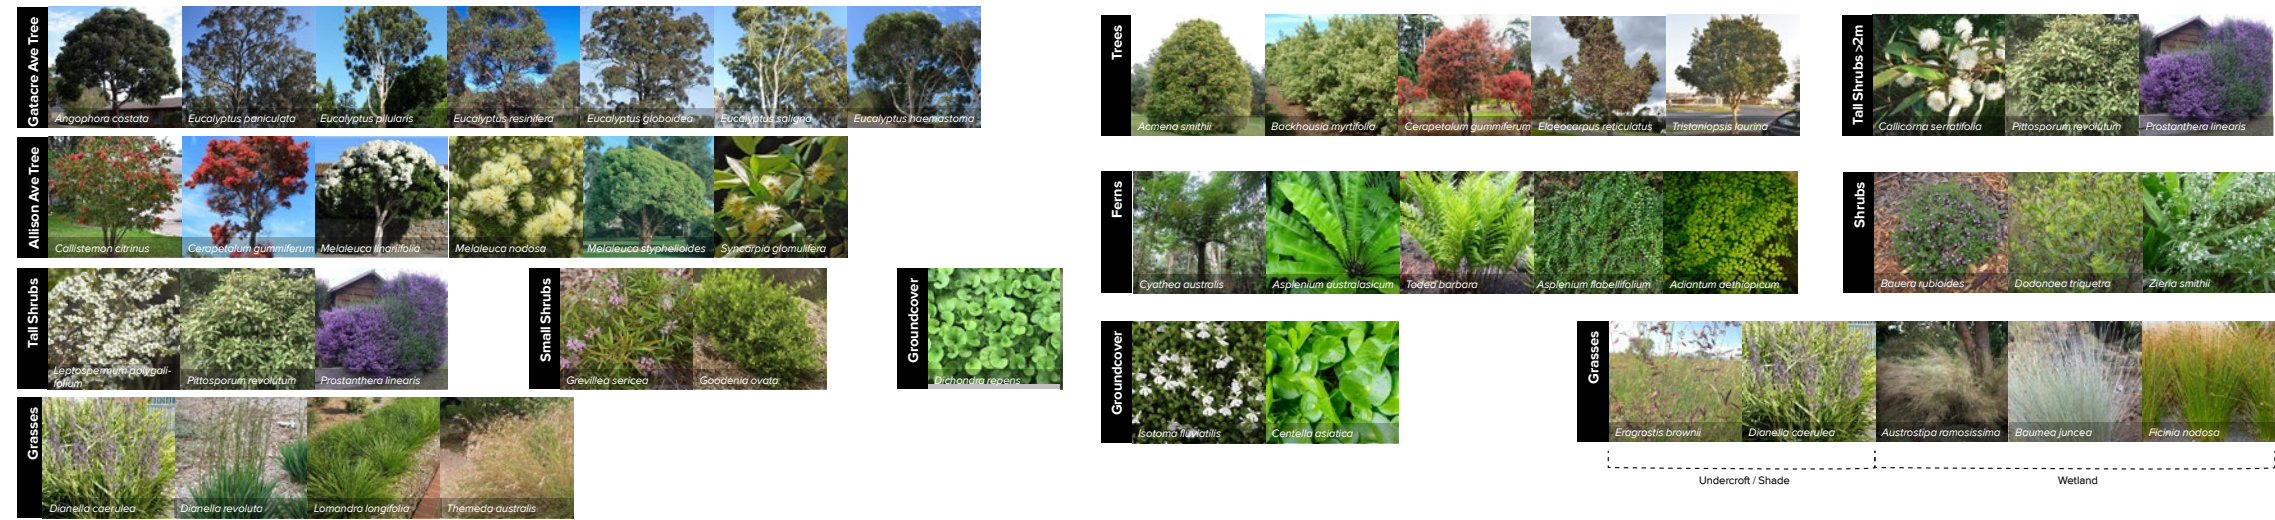 Gatacre Ave Tree
Angophora costata
Eucalyptus paniculata
Eucalyptus pilularis
Eucalyptus resinifera
Eucalyptus globoidea
Eucalyptus saligna
Eucalyptus haemastoma
Allison Ave Tree
Callistemon citrinus
Cerapetalum gummiferum
Melaleuca linariifolia
Melaleuca nodosa
Melaleuca styphelioides
Syncarpia glomulifera
Tall Shrubs
Leptospermum polygali-
folium
Pittosporum revolutum
Prostanthera linearis
Small Shrubs
Grevillea sericea
Goodenia ovata
Groundcover
Dichondra repens
Grasses
Dianella caerulea
Dianella revoluta
Lomandra longifolia
Themeda australis
Trees
Acmena smithii
Backhousia myrtifolia
Cerapetalum gummiferum
Elaeocarpus reticulatus
Tristaniopsis laurina
Tall Shrubs >2m
Callicorna serratifolia
Pittosporum revolutum
Prostanthera linearis
Ferns
Cyathea australis
Asplenium australasicum
Todea barbara
Asplenium flabellifolium
Adiantum aethiopicum
Shrubs
Bauera rubioides
Dodonaea triquetra
Zieria smithii
Groundcover
Isotoma fluviatilis
Centella asiatica
Grasses
Eragrostis brownii
Dianella caerulea
Austrostipa ramosissima
Baumea juncea
Ficinia nodosa
Undercroft / Shade
Wetland